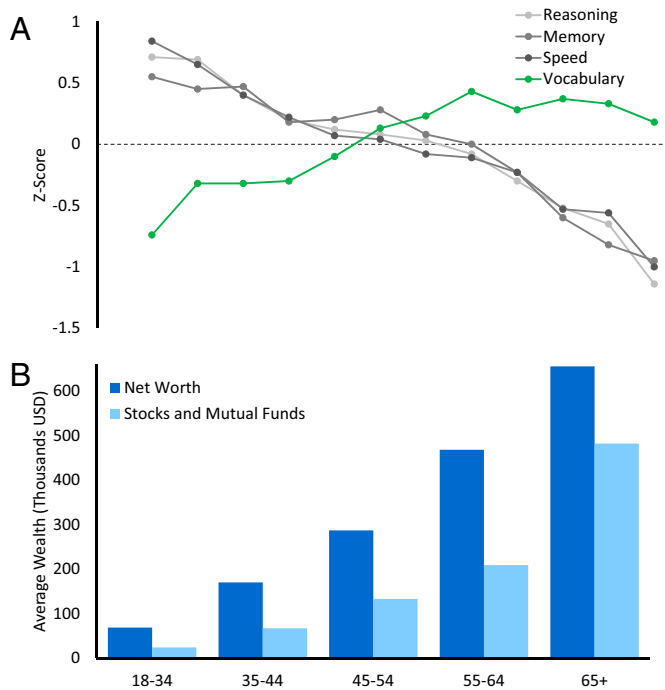 A
1
0.5
0
-0.5
-1
-1.5
Z-Score
Reasoning
Memory
Speed
Vocabulary
B
600
500
400
300
200
100
0
Average Wealth (Thousands USD)
Net Worth
Stocks and Mutual Funds
18-34 35-44 45-54 55-64 65+